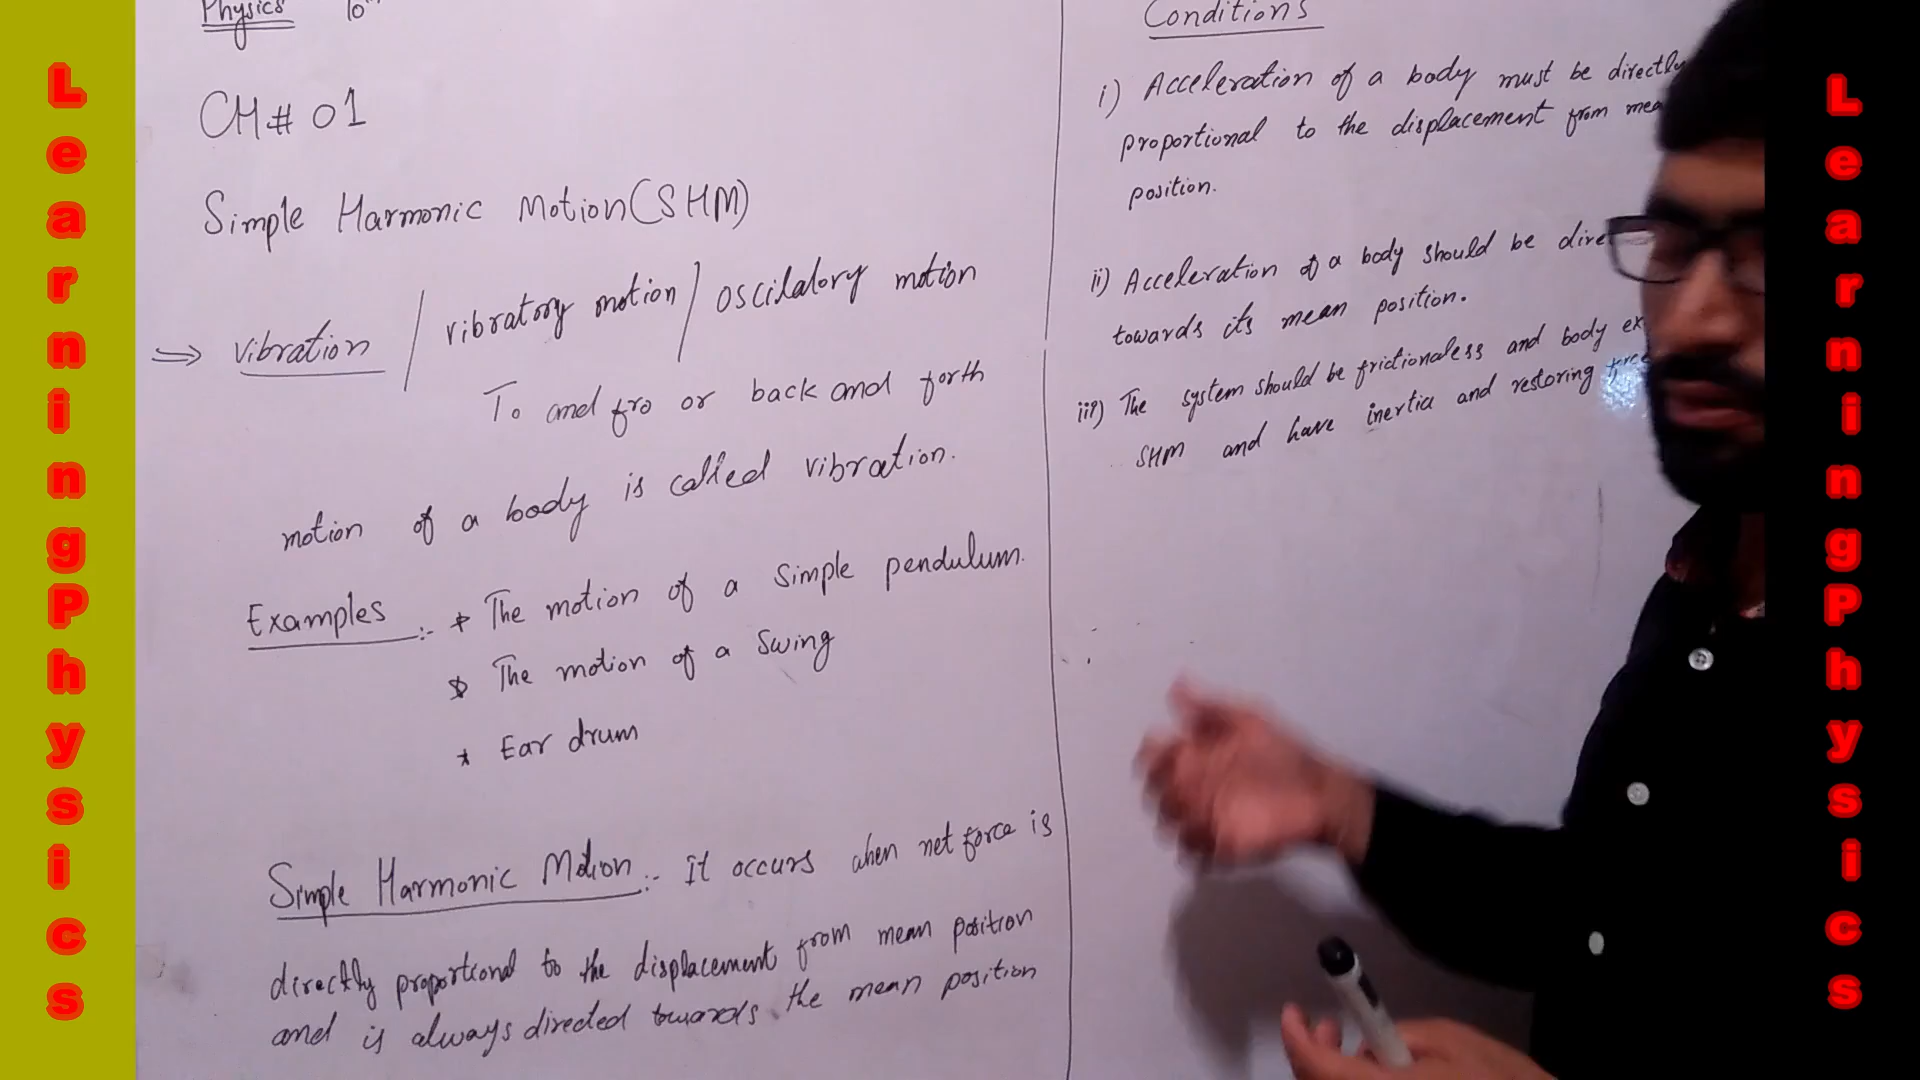 LearningPhysics
Physics 10th
CH# 01
Simple Harmonic Motion(SHM)
⇒ vibration / vibratory motion / oscilatory motion
To and fro or back and forth
motion of a body is called vibration.
Examples :- * The motion of a simple pendulum.
* The motion of a swing
* Ear drum
Simple Harmonic Motion :- It occurs when net force is
directly proportional to the displacement from mean position
and is always directed towards the mean position
Conditions
i) Acceleration of a body must be directly
proportional to the displacement from
position.
ii) Acceleration of a body should be
towards its mean position.
iii) The system should be frictionaless and body
SHM and have inertia and restoring force
LearningPhysics